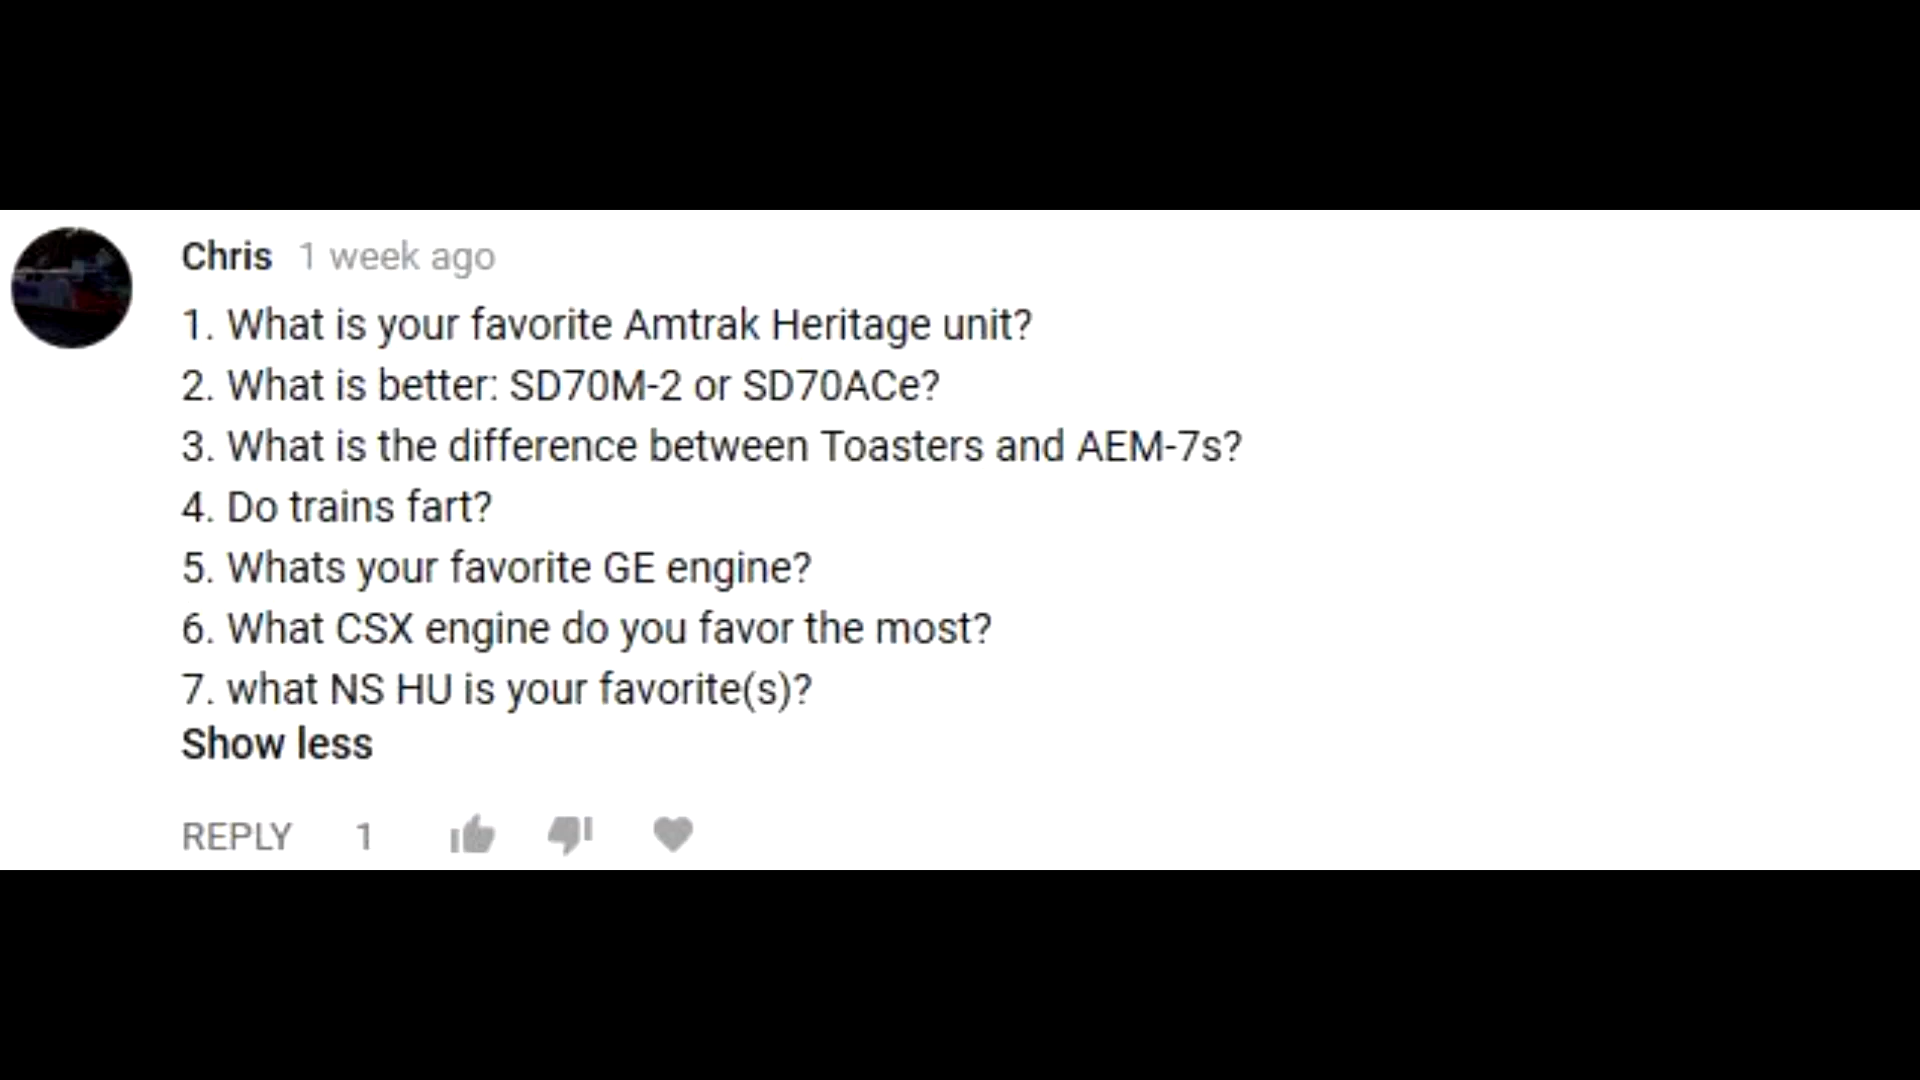 Chris 1 week ago
1. What is your favorite Amtrak Heritage unit?
2. What is better: SD70M-2 or SD70ACe?
3. What is the difference between Toasters and AEM-7s?
4. Do trains fart?
5. Whats your favorite GE engine?
6. What CSX engine do you favor the most?
7. what NS HU is your favorite(s)?
Show less
REPLY 1